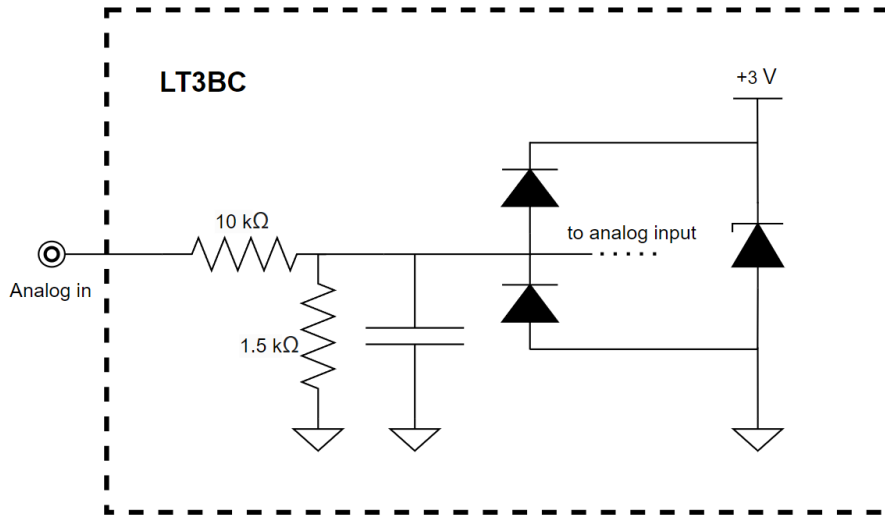 LT3BC
+3 V
10 kΩ
to analog input
Analog in
1.5 kΩ